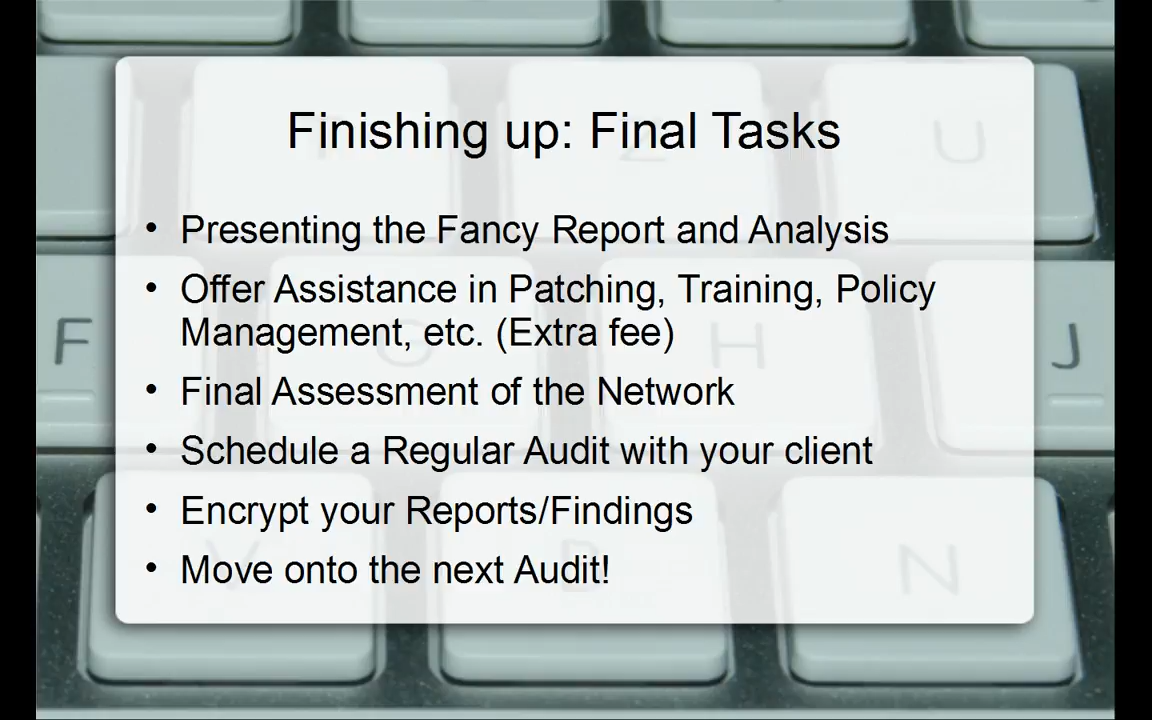 Finishing up: Final Tasks
• Presenting the Fancy Report and Analysis
• Offer Assistance in Patching, Training, Policy
Management, etc. (Extra fee)
• Final Assessment of the Network
• Schedule a Regular Audit with your client
• Encrypt your Reports/Findings
• Move onto the next Audit!
U
F
G
H
J
V
B
N